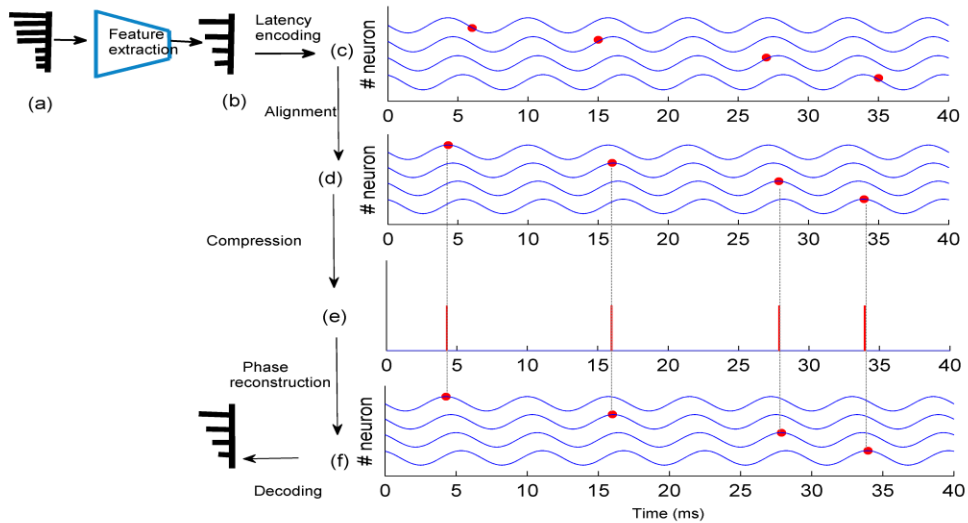 Feature
extraction
Latency
encoding
(a)
(b)
(c)
# neuron
0 5 10 15 20 25 30 35 40
Alignment
(d)
# neuron
0 5 10 15 20 25 30 35 40
Compression
(e)
0 5 10 15 20 25 30 35 40
Phase
reconstruction
(f)
# neuron
0 5 10 15 20 25 30 35 40
Decoding
Time (ms)